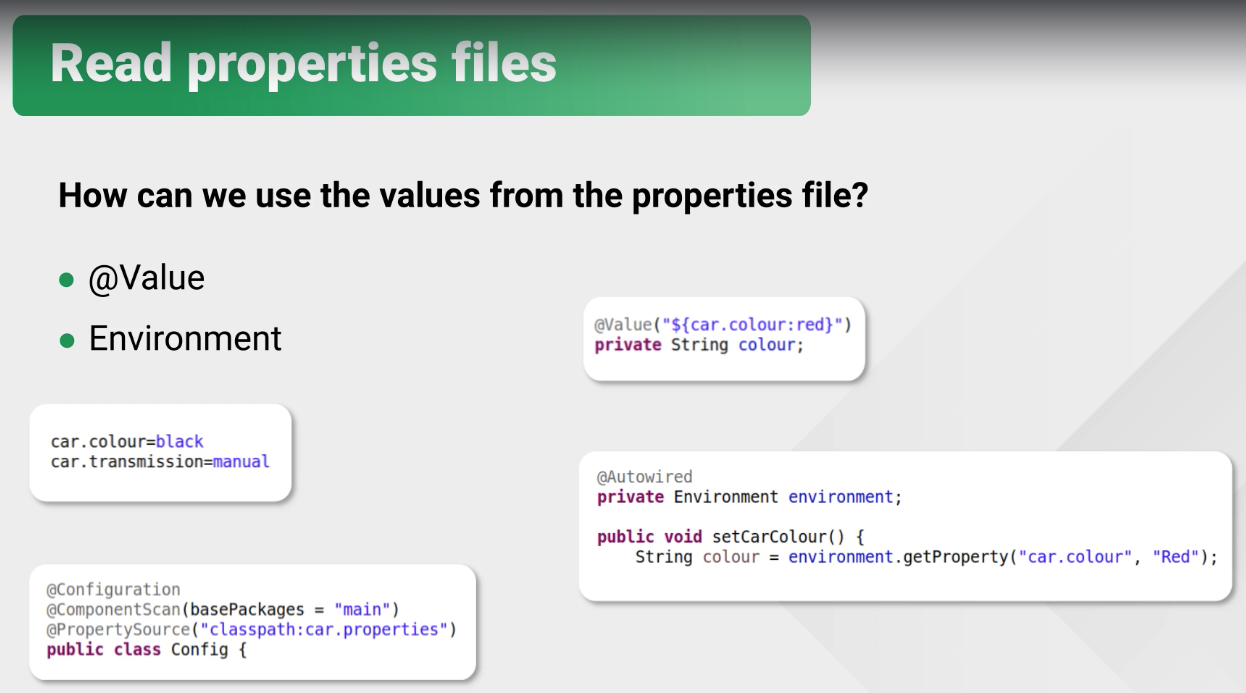 Read properties files
How can we use the values from the properties file?
@Value
Environment
@Value("${car.colour:red}")
private String colour;
car.colour=black
car.transmission=manual
@Autowired
private Environment environment;
public void setCarColour() {
String colour = environment.getProperty("car.colour", "Red");
@Configuration
@ComponentScan(basePackages = "main")
@PropertySource("classpath:car.properties")
public class Config {